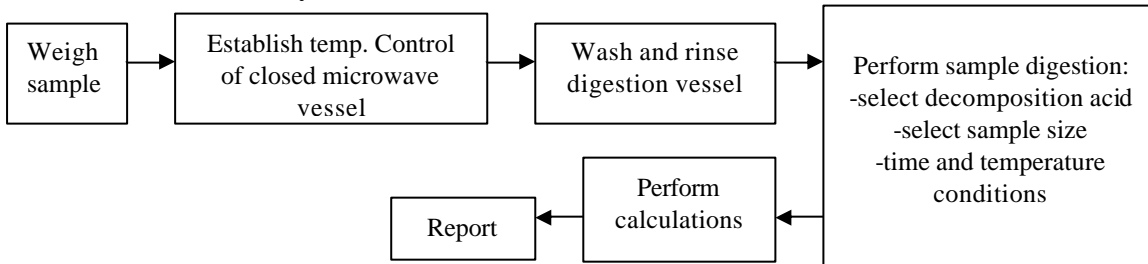 Weigh
sample
Establish temp. Control
of closed microwave
vessel
Wash and rinse
digestion vessel
Perform sample digestion:
-select decomposition acid
-select sample size
-time and temperature
conditions
Perform
calculations
Report